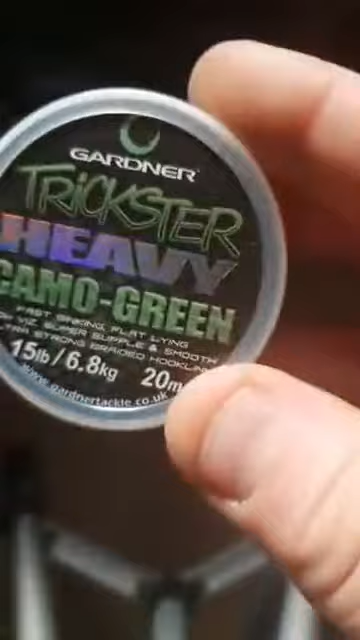 GARDNER
TRICKSTER
HEAVY
CAMO-GREEN
FAST SINKING, FLAT LYING
VIZ, SUPER SUPPLE & SMOOTH
STRONG BRAIDED HOOKLINK
15lb / 6.8kg 20m
www.gardnertackle.co.uk